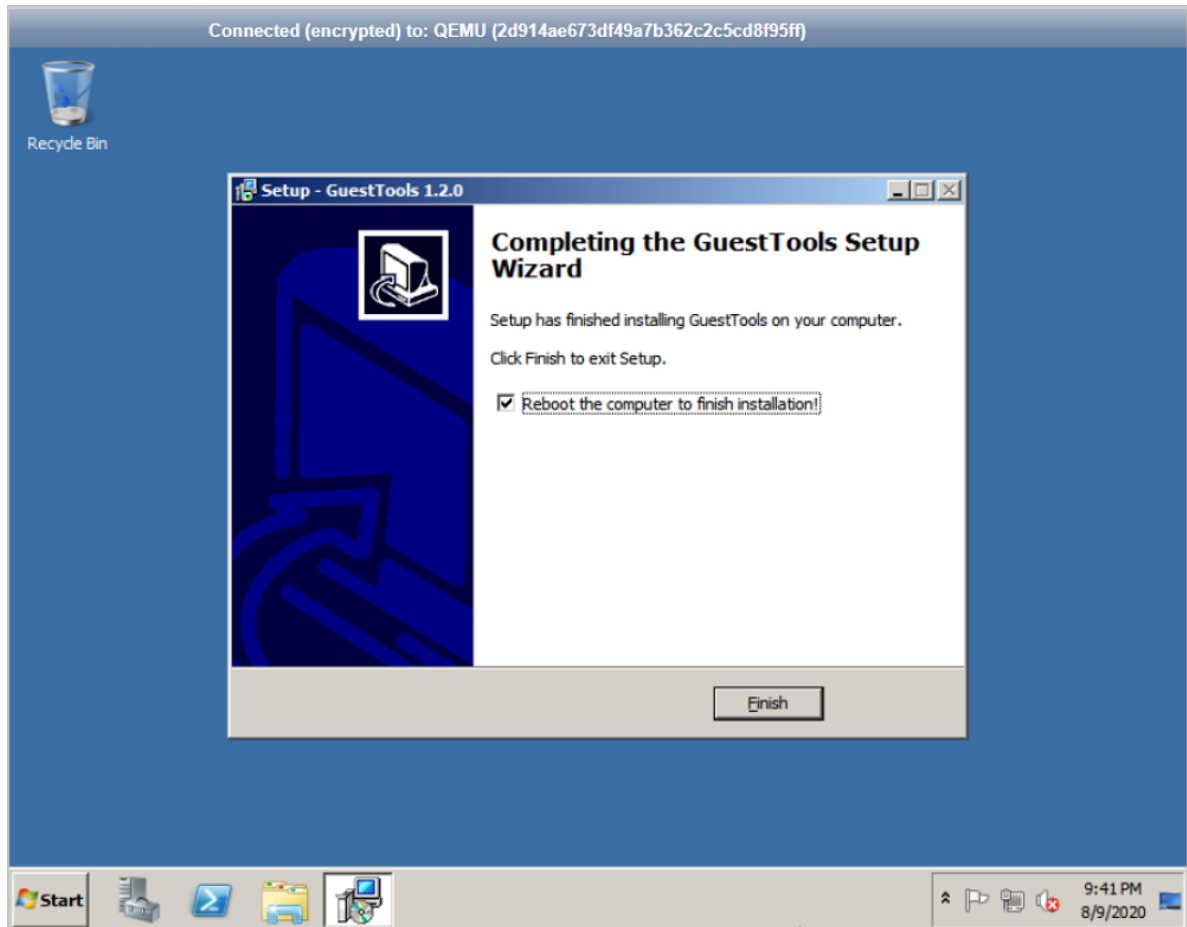 Connected (encrypted) to: QEMU (2d914ae673df49a7b362c2c5cd8f95ff)
Recycle Bin
Setup - GuestTools 1.2.0
Completing the GuestTools Setup
Wizard
Setup has finished installing GuestTools on your computer.
Click Finish to exit Setup.
Reboot the computer to finish installation!
Finish
Start
9:41 PM
8/9/2020